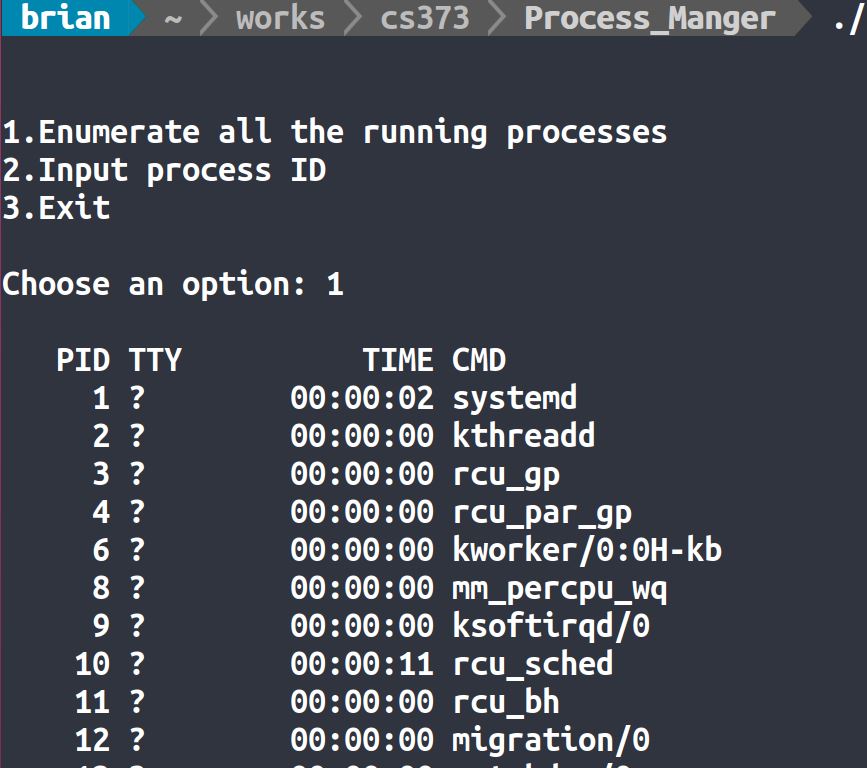 brian ~ works cs373 Process_Manger ./
1.Enumerate all the running processes
2.Input process ID
3.Exit
Choose an option: 1
PID TTY TIME CMD
1 ? 00:00:02 systemd
2 ? 00:00:00 kthreadd
3 ? 00:00:00 rcu_gp
4 ? 00:00:00 rcu_par_gp
6 ? 00:00:00 kworker/0:0H-kb
8 ? 00:00:00 mm_percpu_wq
9 ? 00:00:00 ksoftirqd/0
10 ? 00:00:11 rcu_sched
11 ? 00:00:00 rcu_bh
12 ? 00:00:00 migration/0